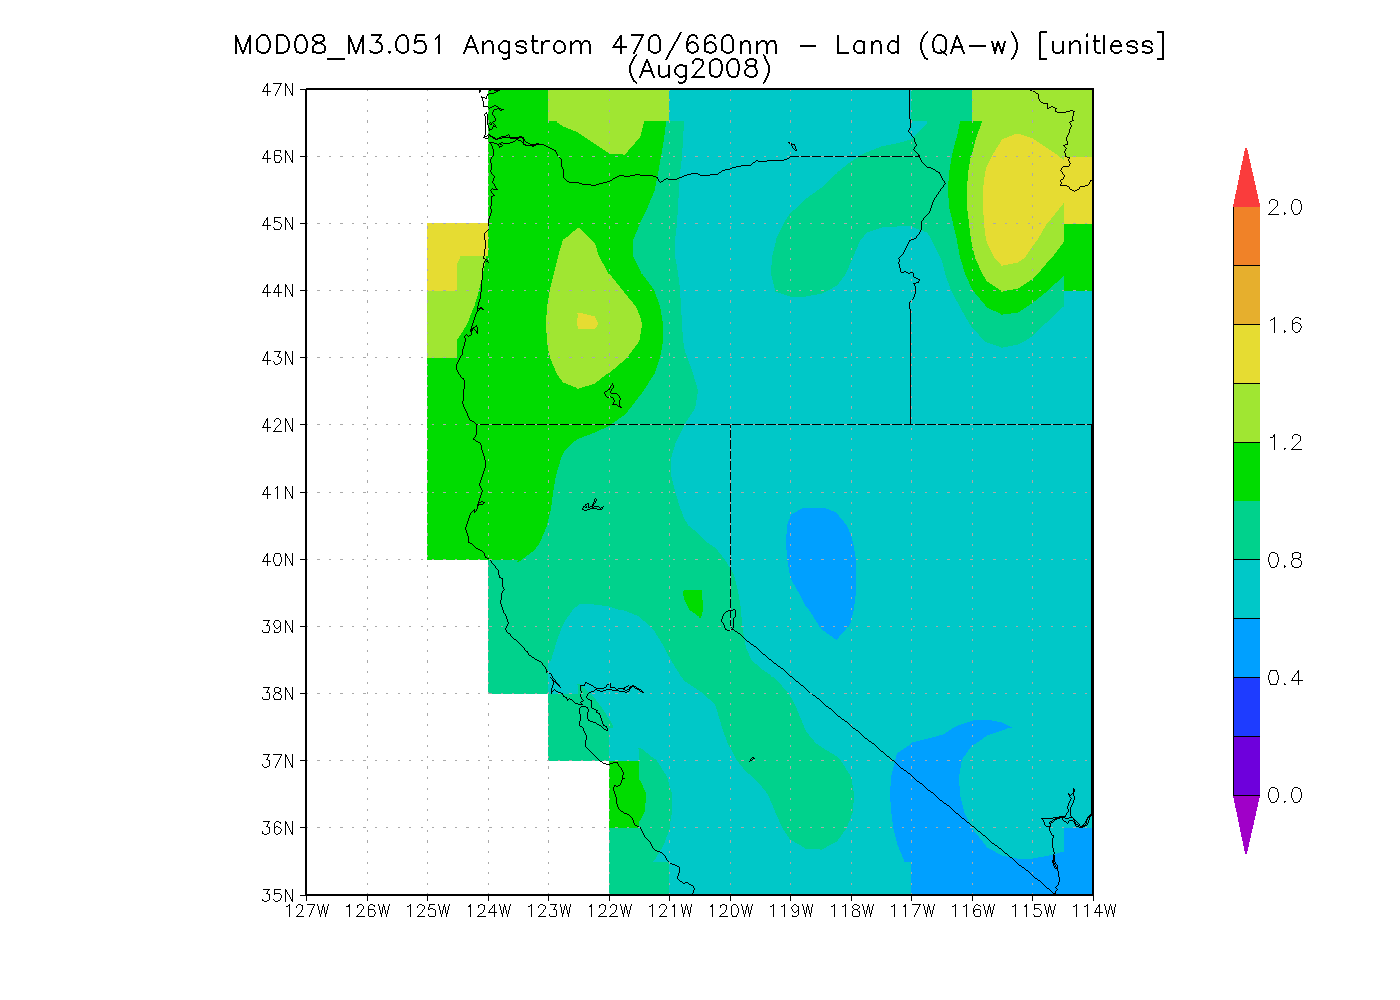 MOD08_M3.051 Angstrom 470/660nm − Land (QA−w) [unitless]
(Aug2008)
47N
46N
45N
44N
43N
42N
41N
40N
39N
38N
37N
36N
35N
127W 126W 125W 124W 123W 122W 121W 120W 119W 118W 117W 116W 115W 114W
2.0
1.6
1.2
0.8
0.4
0.0